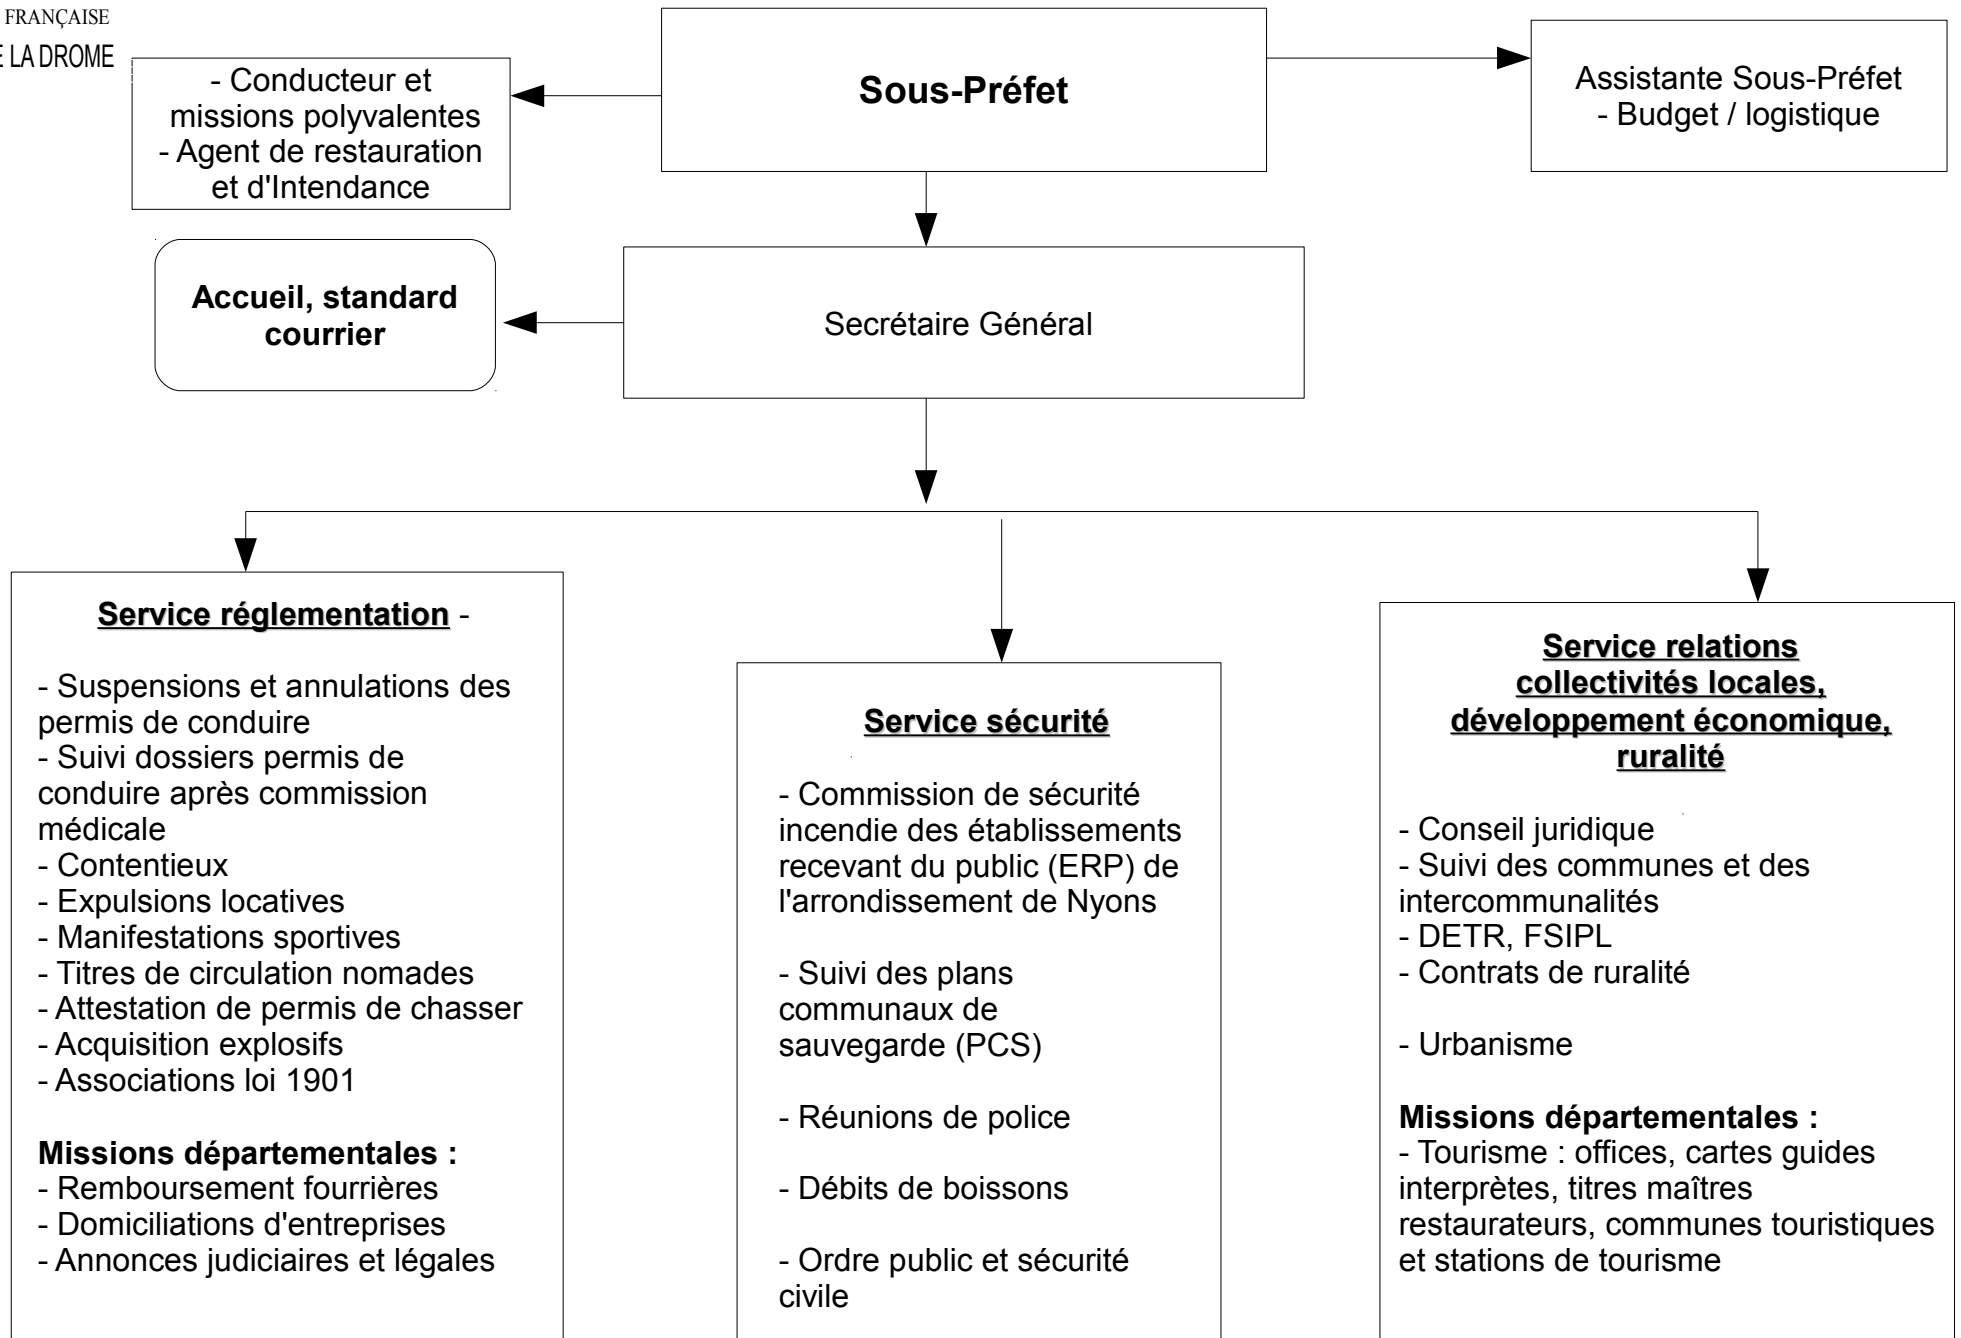 FRANÇAISE
LA DROME
- Conducteur et
missions polyvalentes
- Agent de restauration
et d'Intendance
Sous-Préfet
Assistante Sous-Préfet
- Budget / logistique
Accueil, standard
courrier
Secrétaire Général
Service réglementation -
- Suspensions et annulations des
permis de conduire
- Suivi dossiers permis de
conduire après commission
médicale
- Contentieux
- Expulsions locatives
- Manifestations sportives
- Titres de circulation nomades
- Attestation de permis de chasser
- Acquisition explosifs
- Associations loi 1901
Missions départementales :
- Remboursement fourrières
- Domiciliations d'entreprises
- Annonces judiciaires et légales
Service sécurité
- Commission de sécurité
incendie des établissements
recevant du public (ERP) de
l'arrondissement de Nyons
- Suivi des plans
communaux de
sauvegarde (PCS)
- Réunions de police
- Débits de boissons
- Ordre public et sécurité
civile
Service relations
collectivités locales,
développement économique,
ruralité
- Conseil juridique
- Suivi des communes et des
intercommunalités
- DETR, FSIPL
- Contrats de ruralité
- Urbanisme
Missions départementales :
- Tourisme : offices, cartes guides
interprètes, titres maîtres
restaurateurs, communes touristiques
et stations de tourisme